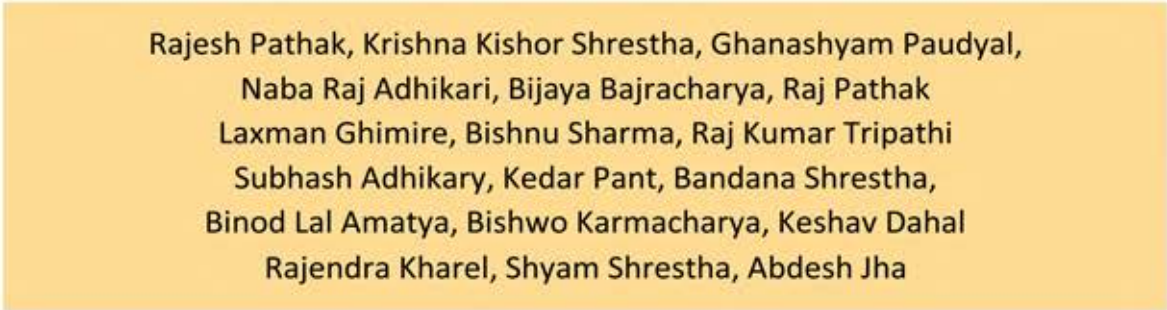 Rajesh Pathak, Krishna Kishor Shrestha, Ghanashyam Paudyal,
Naba Raj Adhikari, Bijaya Bajracharya, Raj Pathak
Laxman Ghimire, Bishnu Sharma, Raj Kumar Tripathi
Subhash Adhikary, Kedar Pant, Bandana Shrestha,
Binod Lal Amatya, Bishwo Karmacharya, Keshav Dahal
Rajendra Kharel, Shyam Shrestha, Abdesh Jha